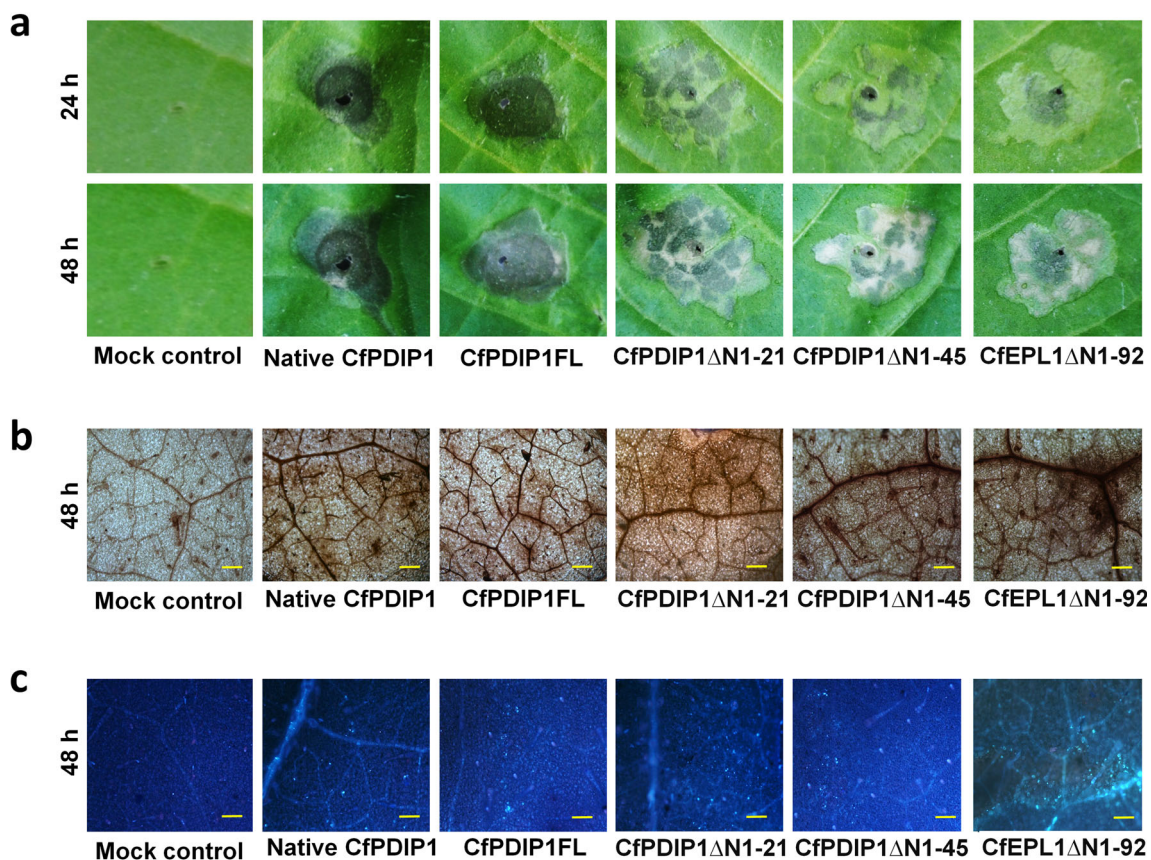 a
24 h
48 h
Mock control Native CfPDIP1 CfPDIP1FL CfPDIP1ΔN1-21 CfPDIP1ΔN1-45 CfEPL1ΔN1-92
b
48 h
Mock control Native CfPDIP1 CfPDIP1FL CfPDIP1ΔN1-21 CfPDIP1ΔN1-45 CfEPL1ΔN1-92
c
48 h
Mock control Native CfPDIP1 CfPDIP1FL CfPDIP1ΔN1-21 CfPDIP1ΔN1-45 CfEPL1ΔN1-92